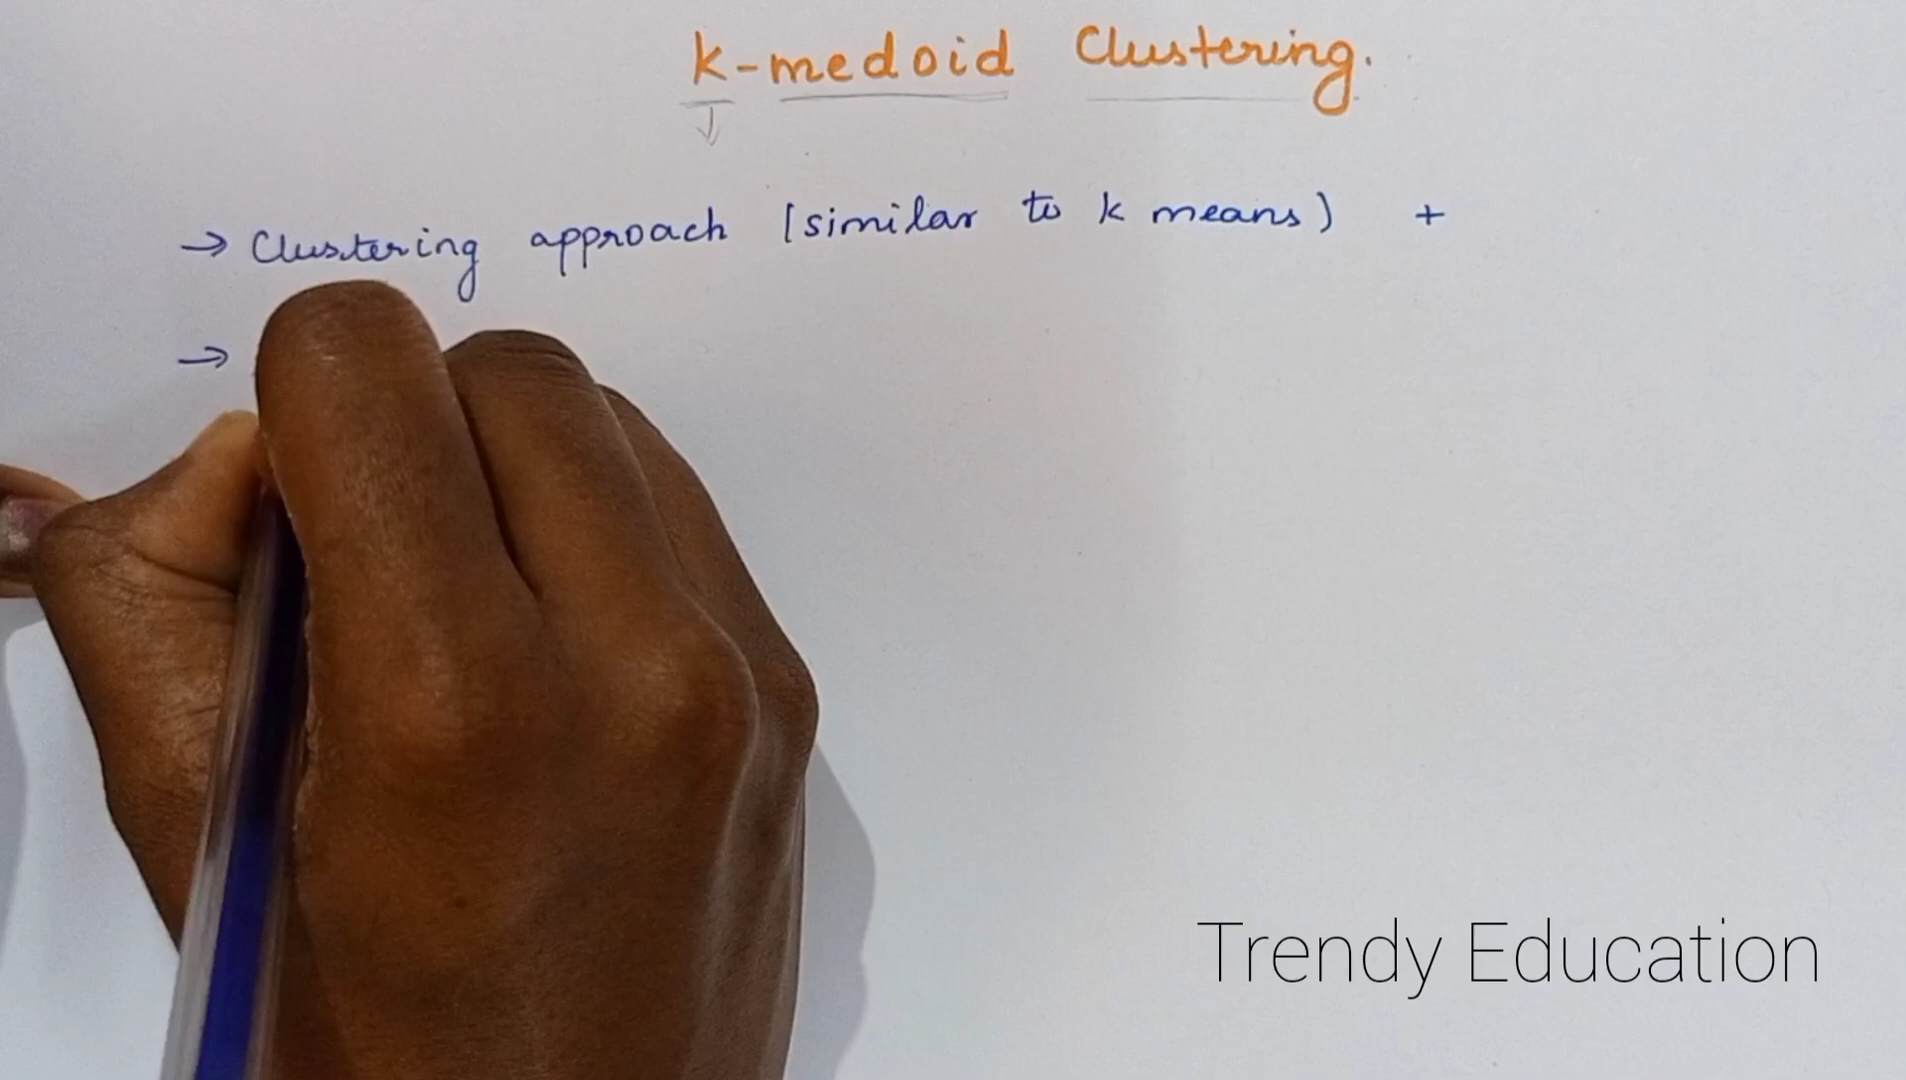 k-medoid Clustering.
→ Clustering approach (similar to k means) +
→
Trendy Education